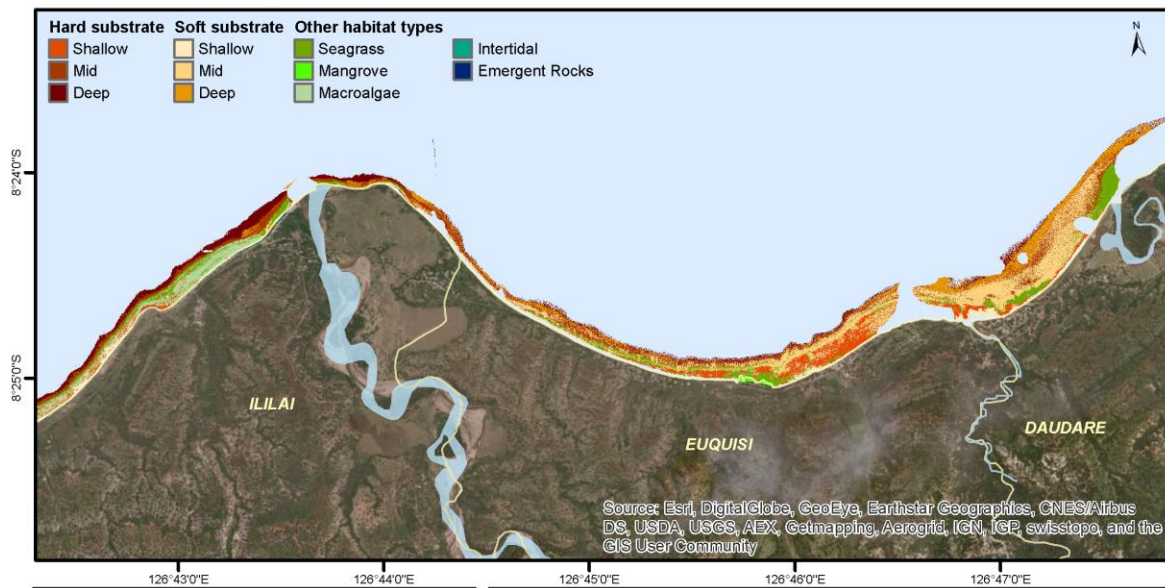 Hard substrate Soft substrate Other habitat types
Shallow Shallow Seagrass Intertidal
Mid Mid Mangrove Emergent Rocks
Deep Deep Macroalgae
N
8°24'0"S
8°25'0"S
ILILAI
EUQUISI
DAUDARE
Source: Esri, DigitalGlobe, GeoEye, Earthstar Geographics, CNES/Airbus
DS, USDA, USGS, AEX, Getmapping, Aerogrid, IGN, IGP, swisstopo, and the
GIS User Community
126°43'0"E 126°44'0"E 126°45'0"E 126°46'0"E 126°47'0"E